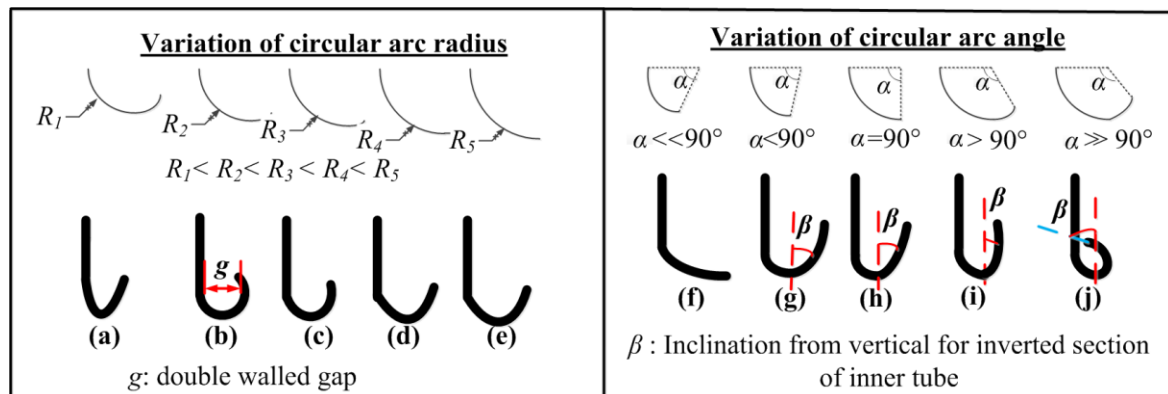 Variation of circular arc radius
R1
R2
R3
R4
R5
R1< R2< R3 < R4< R5
g
(a) (b) (c) (d) (e)
g: double walled gap
Variation of circular arc angle
α α α α α
α<<90° α<90° α=90° α> 90° α≫ 90°
β β β β
(f) (g) (h) (i) (j)
β : Inclination from vertical for inverted section
of inner tube